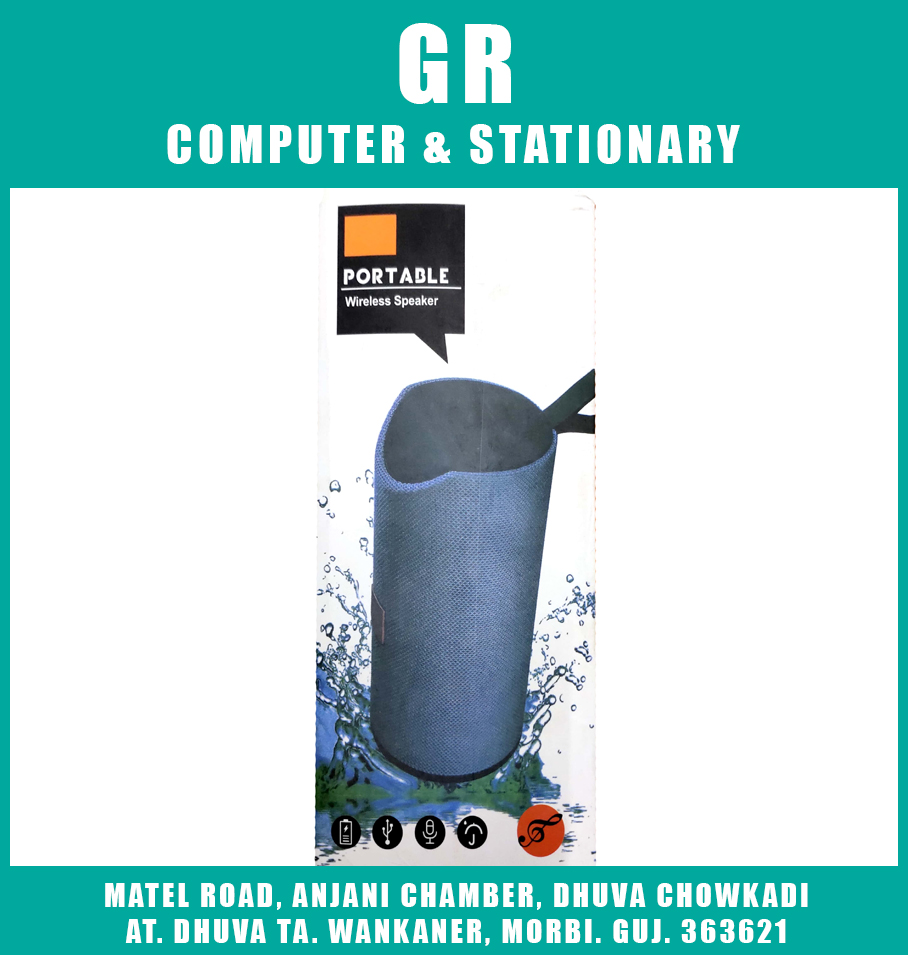 GR
COMPUTER & STATIONARY
PORTABLE
Wireless Speaker
MATEL ROAD, ANJANI CHAMBER, DHUVA CHOWKADI
AT. DHUVA TA. WANKANER, MORBI. GUJ. 363621